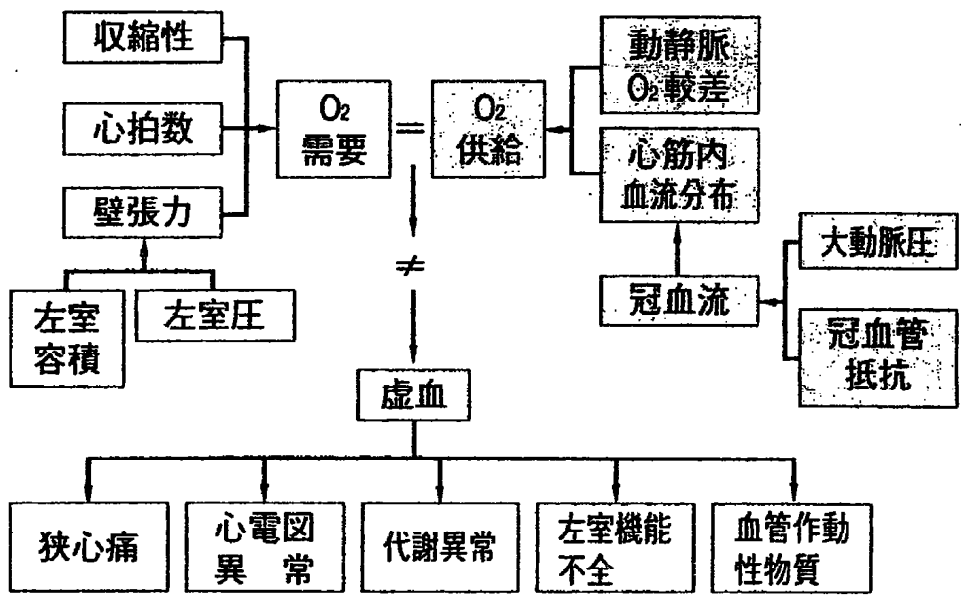 収縮性
心拍数
壁張力
左室
容積
左室圧
O₂
需要
=
O₂
供給
動静脈
O₂較差
心筋内
血流分布
冠血流
大動脈圧
冠血管
抵抗
≠
虚血
狭心痛
心電図
異 常
代謝異常
左室機能
不全
血管作動
性物質